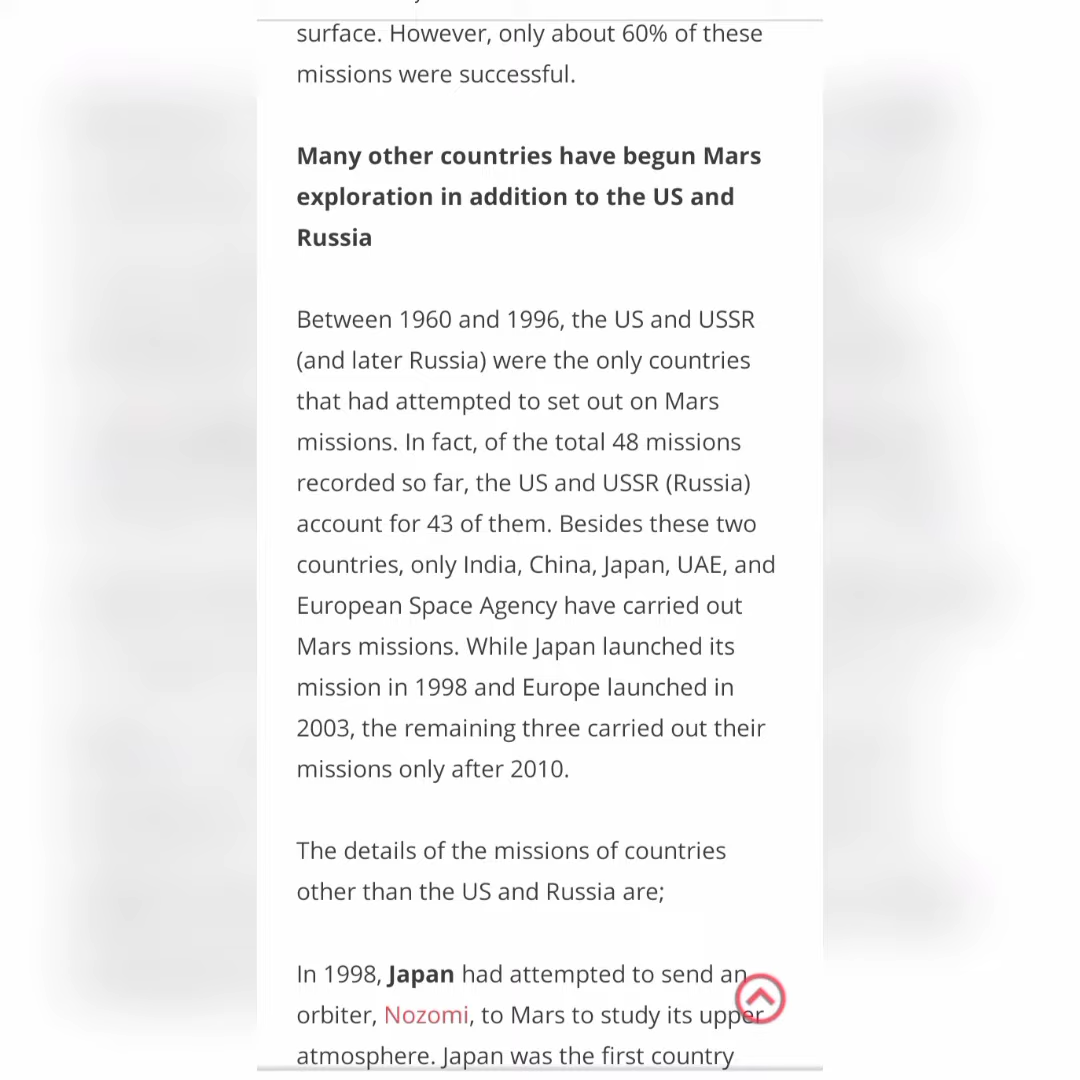 surface. However, only about 60% of these
missions were successful.
Many other countries have begun Mars
exploration in addition to the US and
Russia
Between 1960 and 1996, the US and USSR
(and later Russia) were the only countries
that had attempted to set out on Mars
missions. In fact, of the total 48 missions
recorded so far, the US and USSR (Russia)
account for 43 of them. Besides these two
countries, only India, China, Japan, UAE, and
European Space Agency have carried out
Mars missions. While Japan launched its
mission in 1998 and Europe launched in
2003, the remaining three carried out their
missions only after 2010.
The details of the missions of countries
other than the US and Russia are;
In 1998, Japan had attempted to send an
orbiter, Nozomi, to Mars to study its upper
atmosphere. Japan was the first country